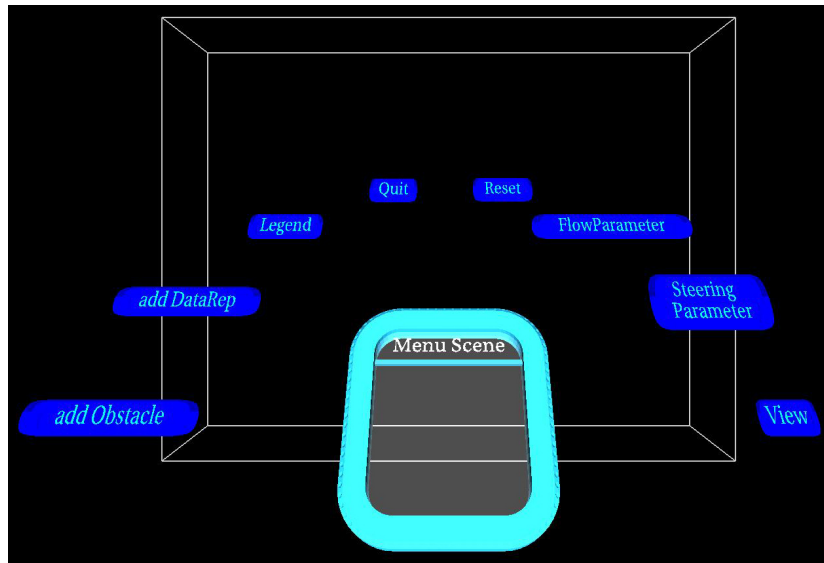 Quit
Reset
Legend
FlowParameter
add DataRep
Steering
Parameter
Menu Scene
add Obstacle
View